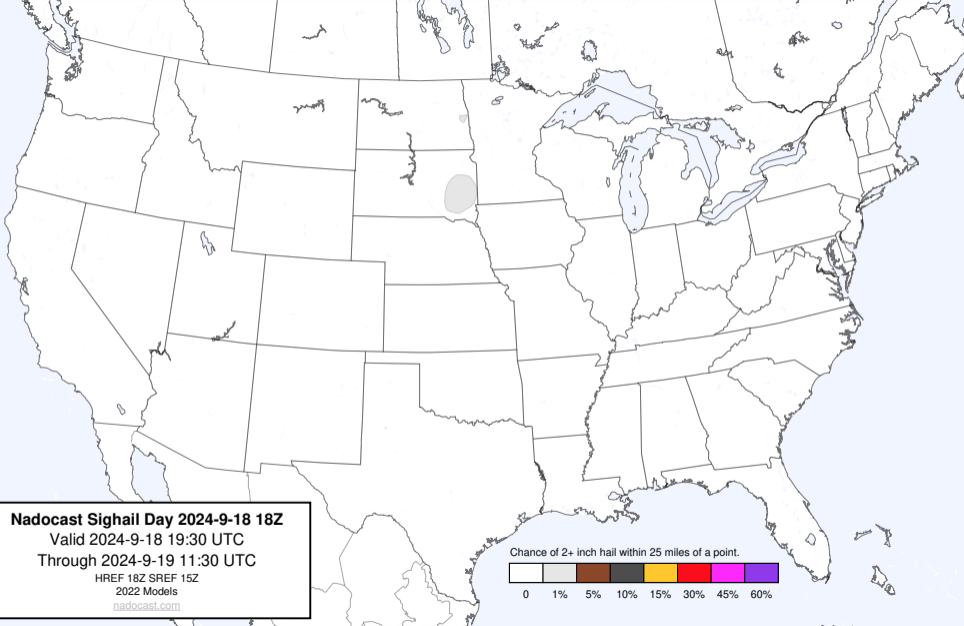 Nadocast Sighail Day 2024-9-18 18Z
Valid 2024-9-18 19:30 UTC
Through 2024-9-19 11:30 UTC
HREF 18Z SREF 15Z
2022 Models
nadocast.com
Chance of 2+ inch hail within 25 miles of a point.
0 1% 5% 10% 15% 30% 45% 60%